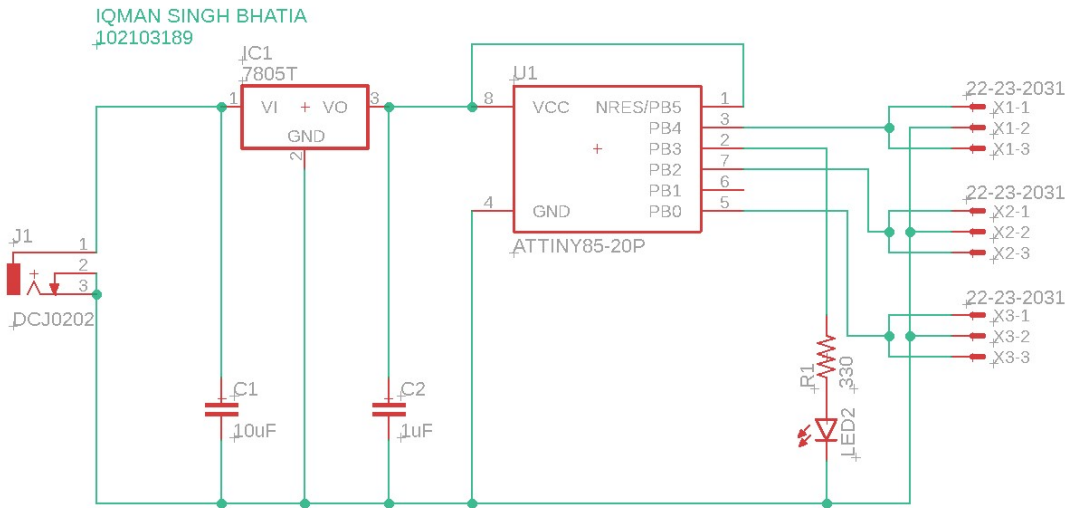 IQMAN SINGH BHATIA
102103189
IC1
7805T
1 VI VO 3
GND
2
U1
8 VCC NRES/PB5 1
PB4 3
PB3 2
PB2 7
PB1 6
4 GND PB0 5
ATTINY85-20P
22-23-2031
X1-1
X1-2
X1-3
22-23-2031
X2-1
X2-2
X2-3
22-23-2031
X3-1
X3-2
X3-3
J1
1
2
3
DCJ0202
C1
10uF
C2
1uF
R1
330
LED2